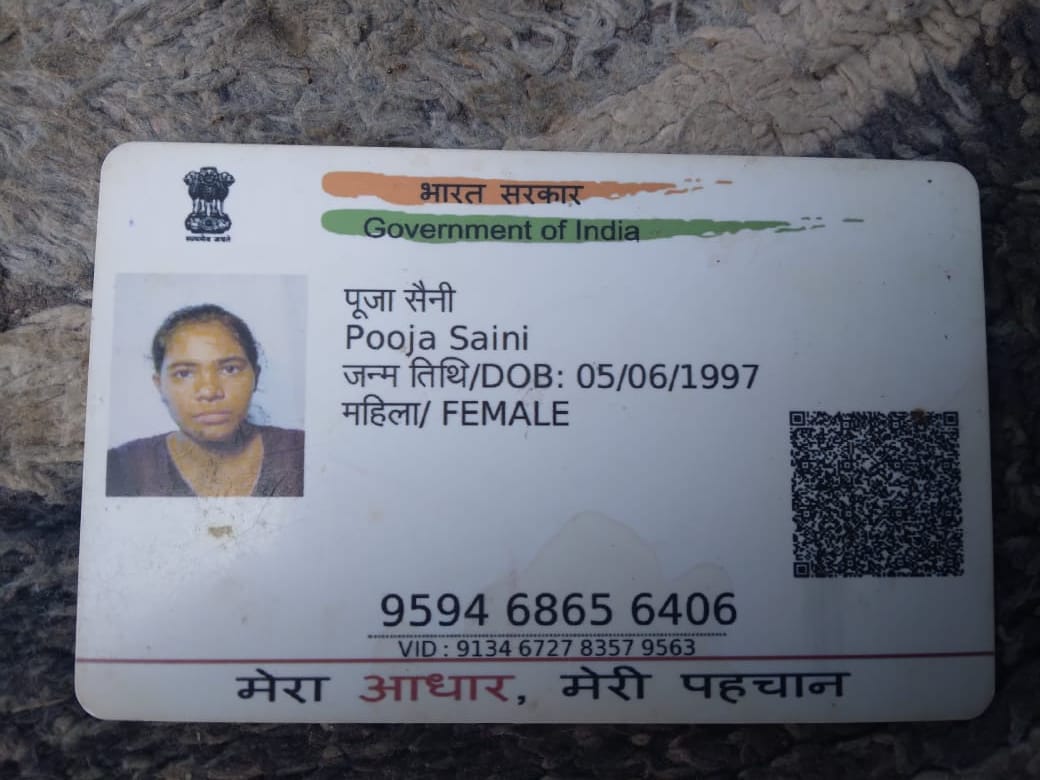 भारत सरकार
Government of India
सत्यमेव जयते
पूजा सैनी
Pooja Saini
जन्म तिथि/DOB: 05/06/1997
महिला/ FEMALE
9594 6865 6406
VID : 9134 6727 8357 9563
मेरा आधार, मेरी पहचान